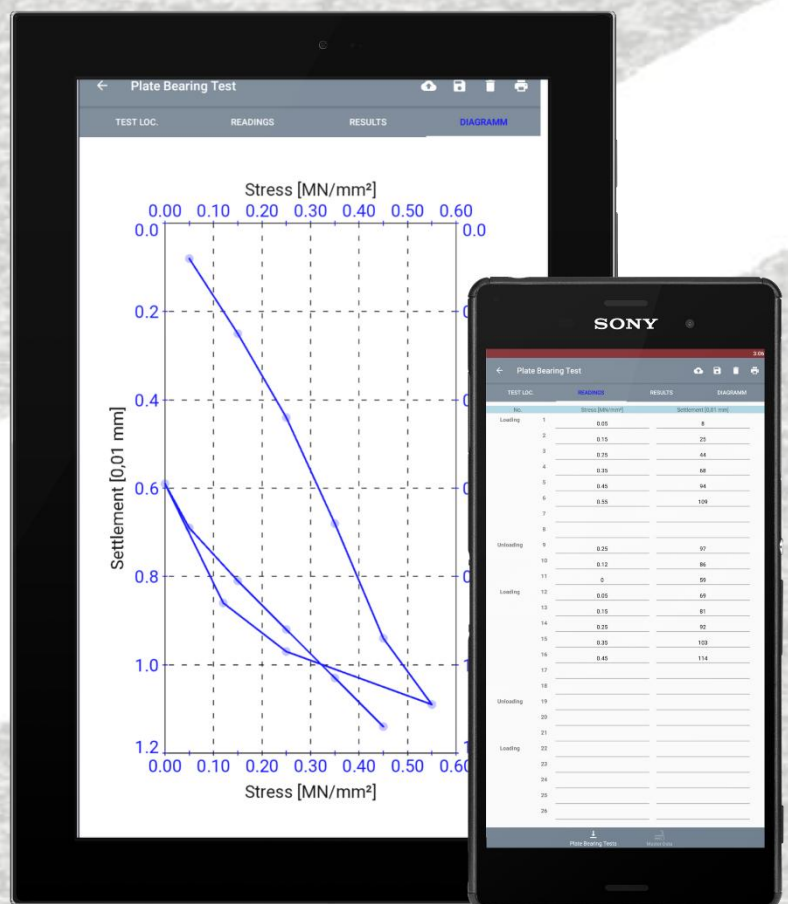 Plate Bearing Test
TEST LOC. READINGS RESULTS DIAGRAMM
Stress [MN/mm²]
0.00 0.10 0.20 0.30 0.40 0.50 0.60
0.0 0.0
0.2
0.4
0.6
0.8
1.0
1.2
Settlement [0,01 mm]
0.00 0.10 0.20 0.30 0.40 0.50
Stress [MN/mm²]
SONY
3:06
Plate Bearing Test
TEST LOC. READINGS RESULTS DIAGRAMM
No. Stress [MN/mm²] Settlement [0,01 mm]
Loading 1 0.05 8
2 0.15 25
3 0.25 44
4 0.35 68
5 0.45 94
6 0.55 109
7
8
Unloading 9 0.25 97
10 0.12 86
11 0 59
Loading 12 0.05 69
13 0.15 81
14 0.25 92
15 0.35 103
16 0.45 114
17
18
Unloading 19
20
21
Loading 22
23
24
25
26
Plate Bearing Tests